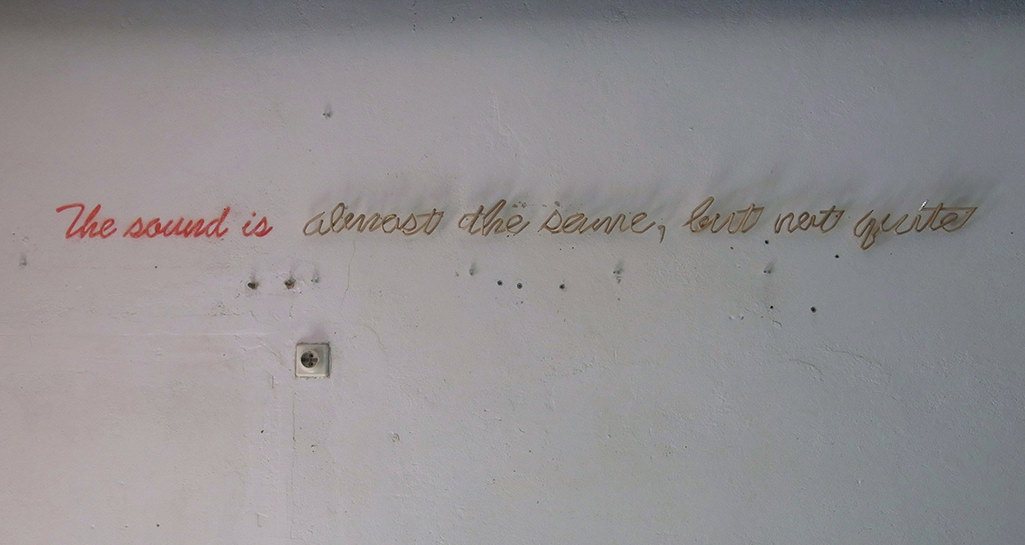 The sound is almost the same, but not quite